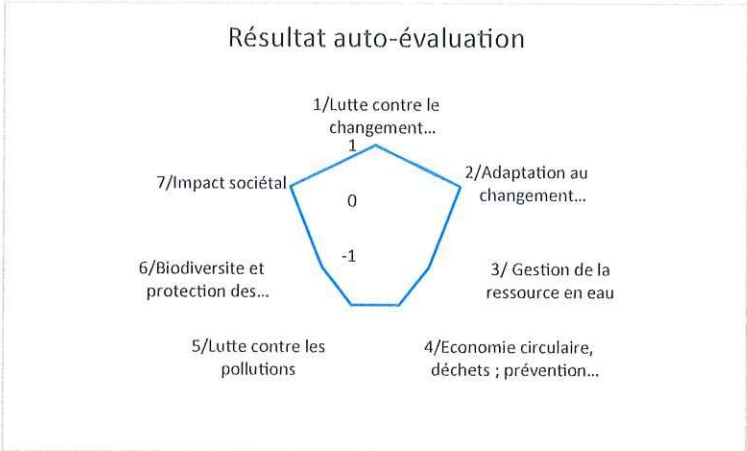 Résultat auto-évaluation
1/Lutte contre le
changement...
1
2/Adaptation au
changement...
7/Impact sociétal
0
-1
6/Biodiversite et
protection des...
3/ Gestion de la
ressource en eau
5/Lutte contre les
pollutions
4/Economie circulaire,
déchets ; prévention...